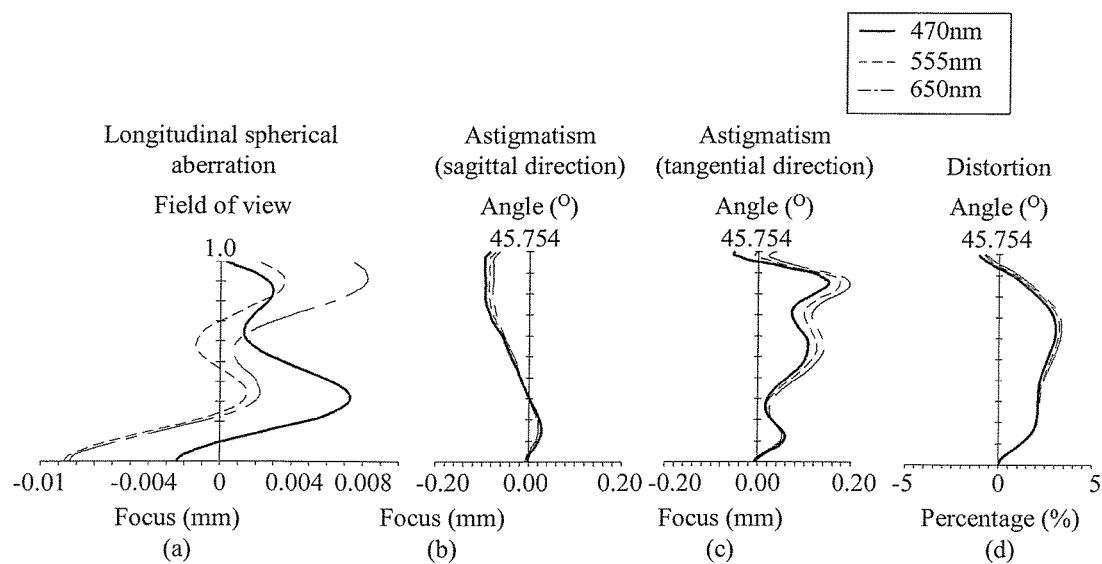 470nm
555nm
650nm
Longitudinal spherical
aberration
Field of view
1.0
-0.01 -0.004 0 0.004 0.008
Focus (mm)
(a)
Astigmatism
(sagittal direction)
Angle (O)
45.754
-0.20 0.00 0.20
Focus (mm)
(b)
Astigmatism
(tangential direction)
Angle (O)
45.754
-0.20 0.00 0.20
Focus (mm)
(c)
Distortion
Angle (O)
45.754
-5 0 5
Percentage (%)
(d)